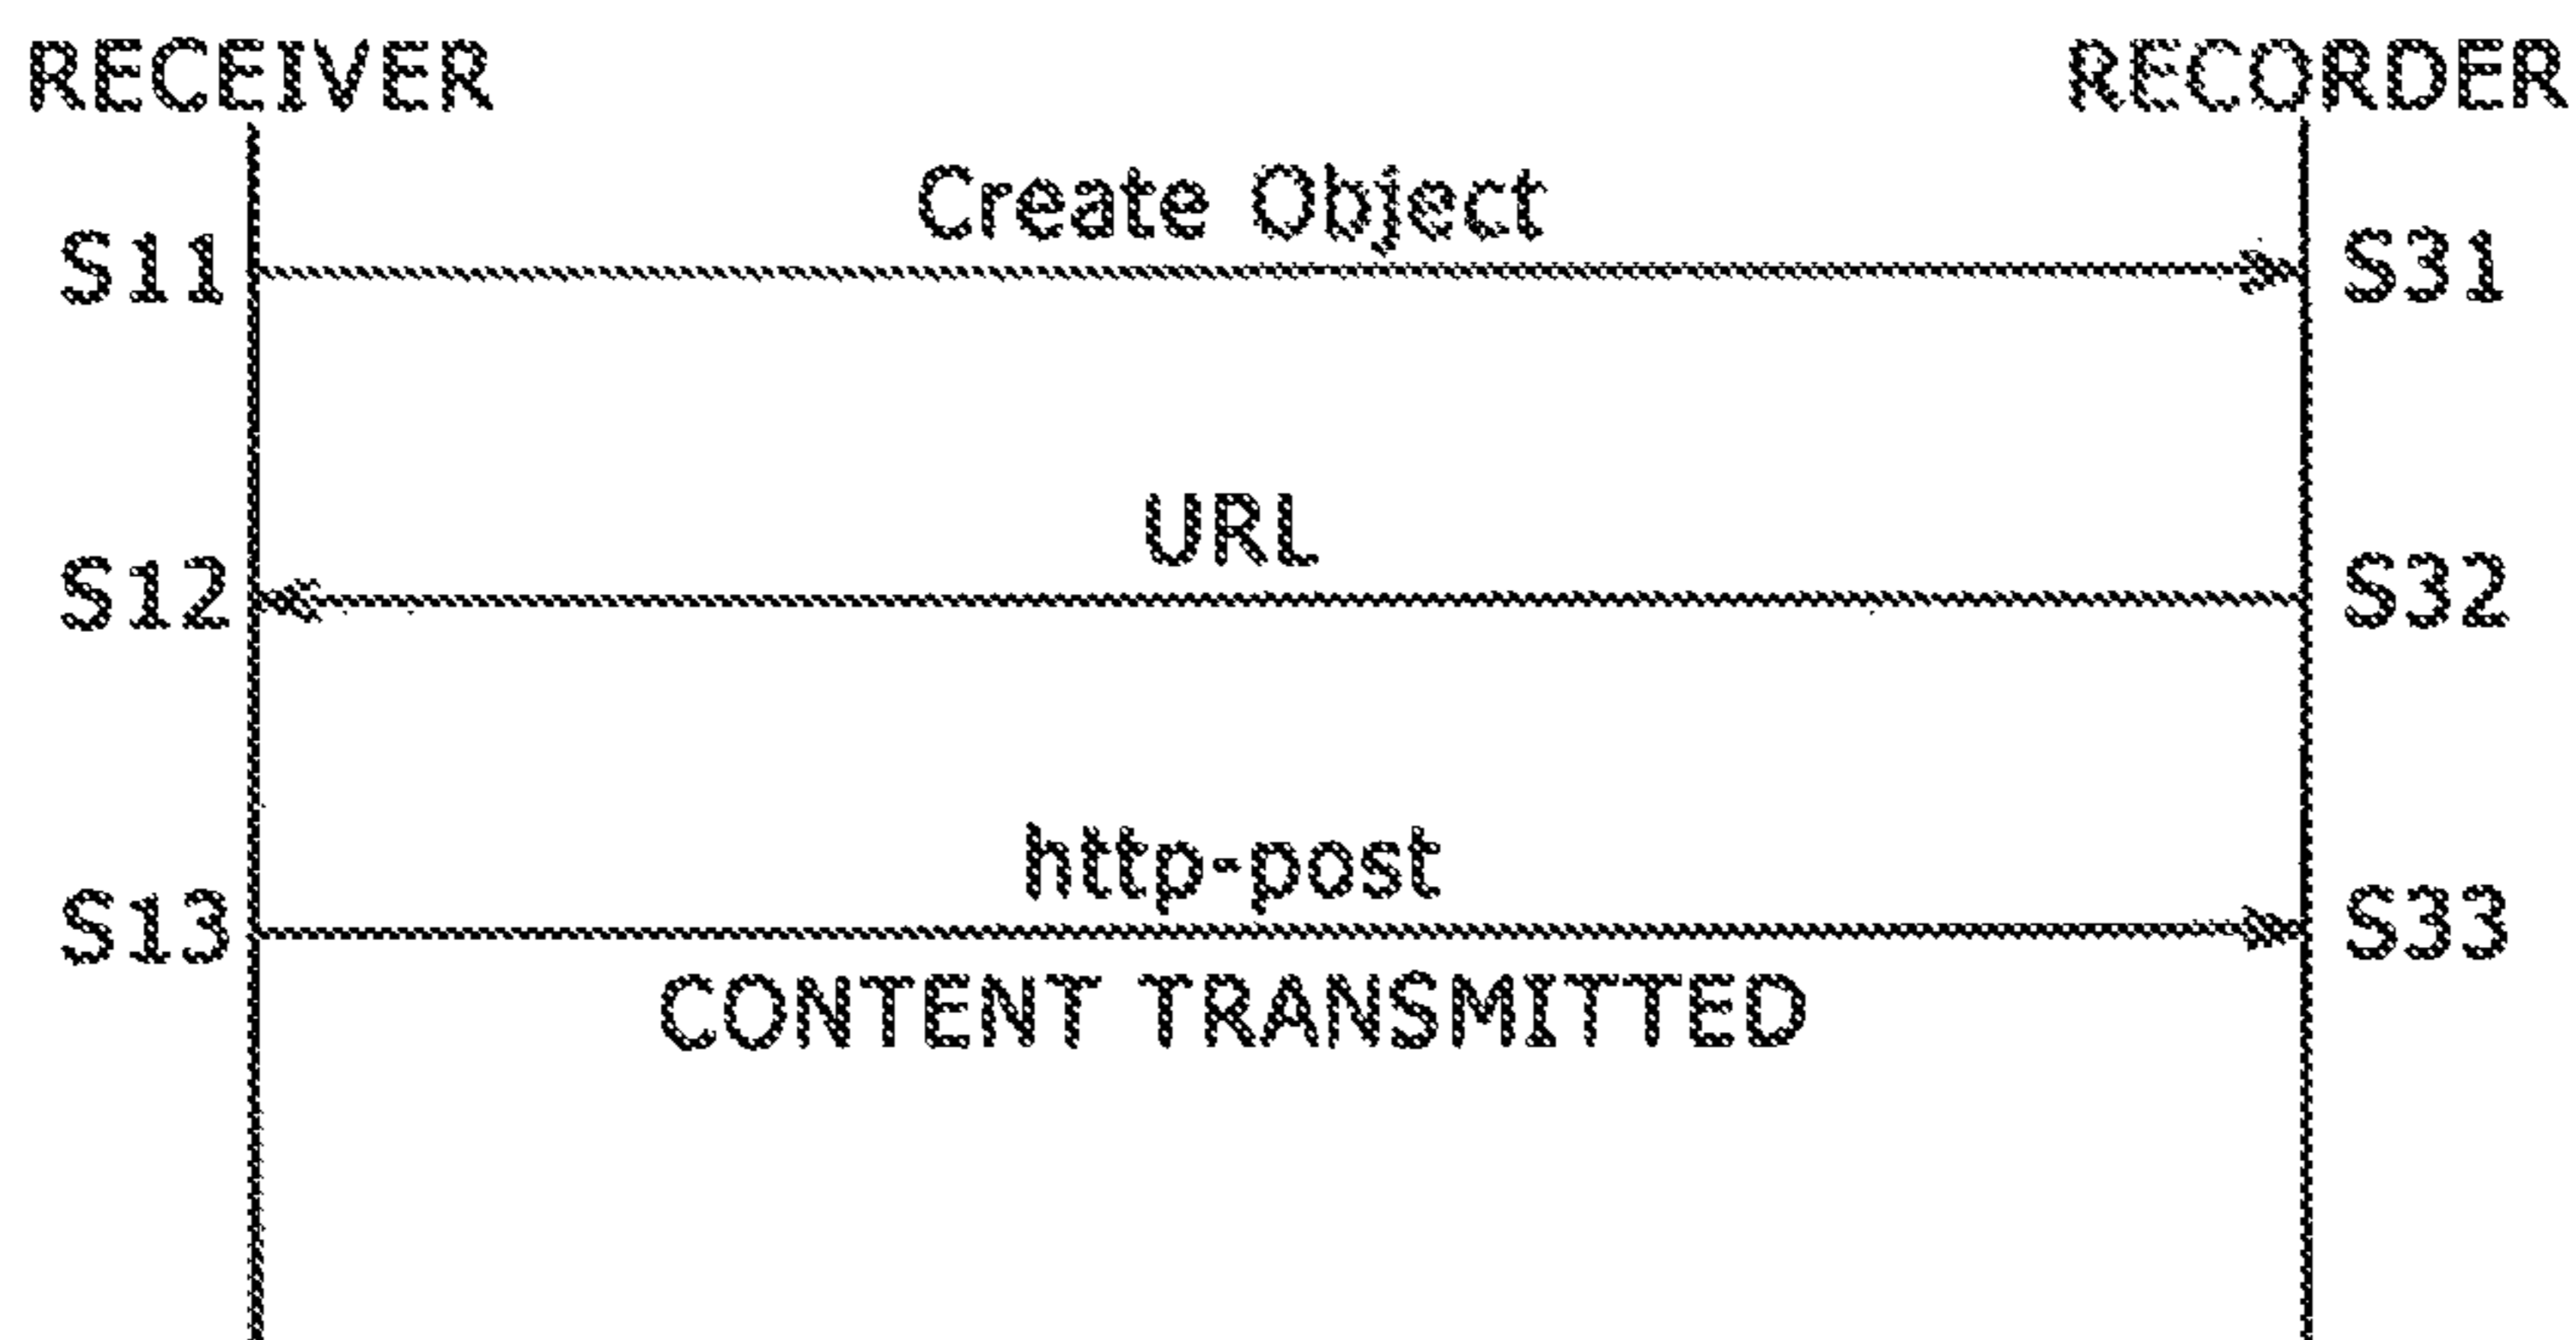 RECEIVER RECORDER
Create Object
S11 S31
URL
S12 S32
http-post
S13 S33
CONTENT TRANSMITTED